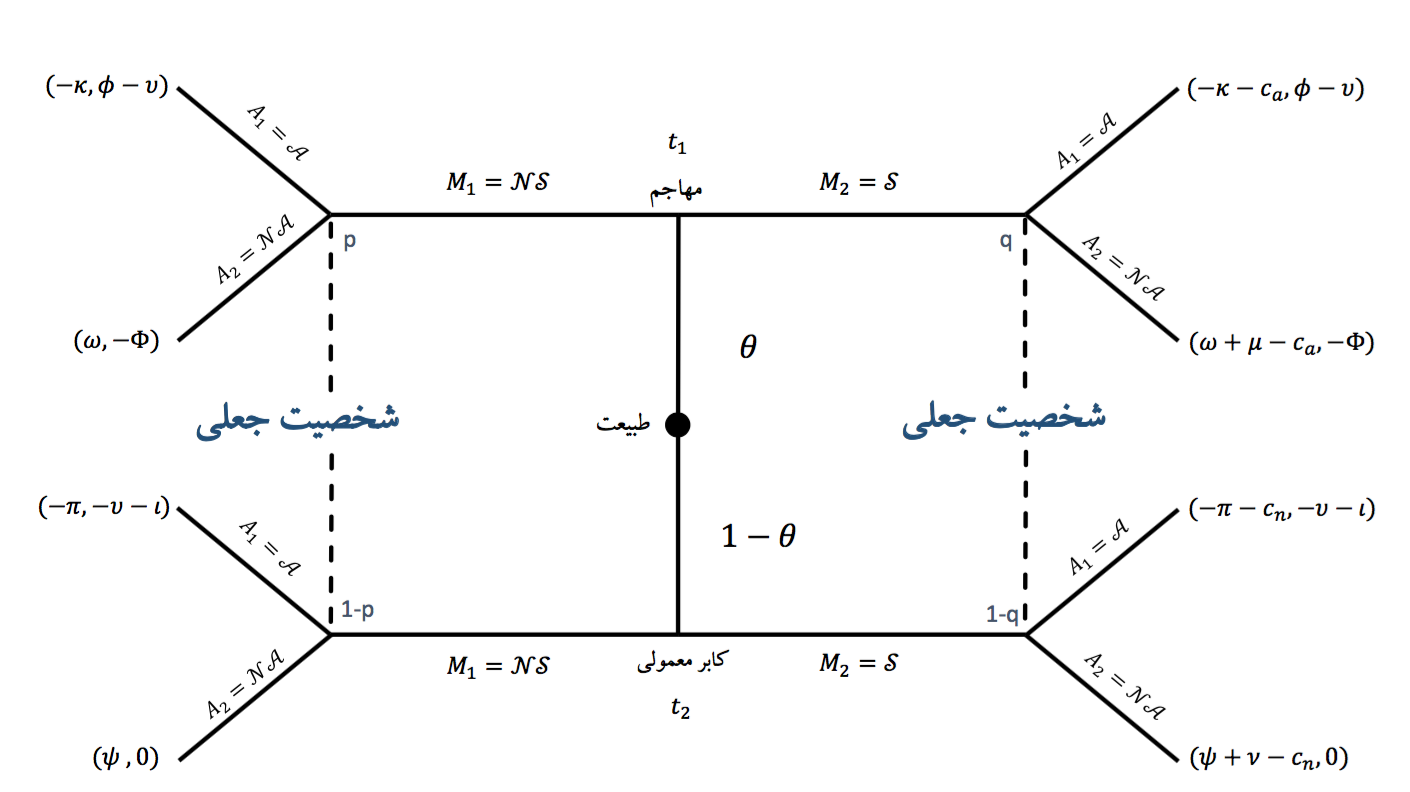 (−κ, ϕ − υ)
A₁ = 𝒜
t₁
مهاجم
M₁ = 𝒩𝒮
M₂ = 𝒮
A₁ = 𝒜
(−κ − cₐ, ϕ − υ)
A₂ = 𝒩𝒜
p
q
A₂ = 𝒩𝒜
(ω, −Φ)
θ
(ω + μ − cₐ, −Φ)
شخصیت جعلی
طبیعت
شخصیت جعلی
(−π, −υ − ι)
A₁ = 𝒜
1 − θ
A₁ = 𝒜
(−π − cₙ, −υ − ι)
1-p
1-q
M₁ = 𝒩𝒮
کابر معمولی
M₂ = 𝒮
A₂ = 𝒩𝒜
t₂
A₂ = 𝒩𝒜
(ψ , 0)
(ψ + ν − cₙ, 0)